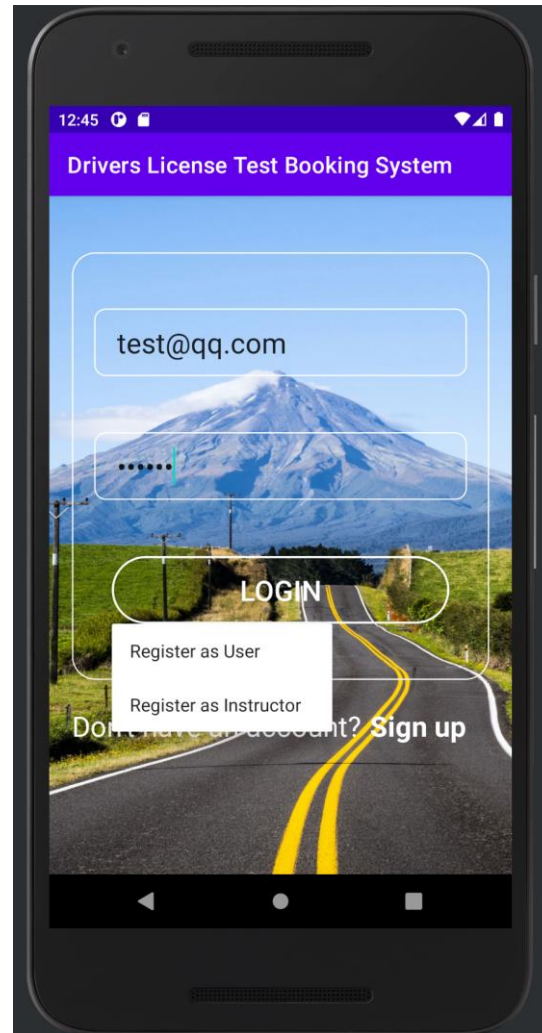 12:45
Drivers License Test Booking System
test@qq.com
••••••
LOGIN
Register as User
Register as Instructor
Don't have an account? Sign up